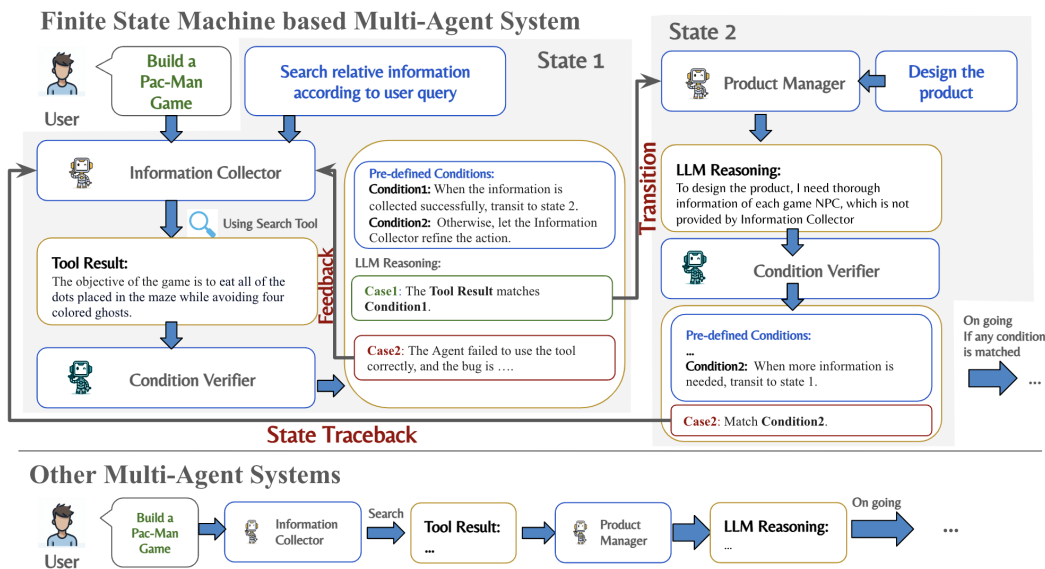 Finite State Machine based Multi-Agent System
User
Build a
Pac-Man
Game
Search relative information
according to user query
State 1
Information Collector
Using Search Tool
Tool Result:
The objective of the game is to eat all of the
dots placed in the maze while avoiding four
colored ghosts.
Condition Verifier
Pre-defined Conditions:
Condition1: When the information is
collected successfully, transit to state 2.
Condition2: Otherwise, let the Information
Collector refine the action.
LLM Reasoning:
Case1: The Tool Result matches
Condition1.
Case2: The Agent failed to use the tool
correctly, and the bug is ….
Feedback
Transition
State 2
Product Manager
Design the
product
LLM Reasoning:
To design the product, I need thorough
information of each game NPC, which is not
provided by Information Collector
Condition Verifier
Pre-defined Conditions:
...
Condition2: When more information is
needed, transit to state 1.
Case2: Match Condition2.
On going
If any condition
is matched
...
State Traceback
Other Multi-Agent Systems
User
Build a
Pac-Man
Game
Information
Collector
Search
Tool Result:
...
Product
Manager
LLM Reasoning:
...
On going
...